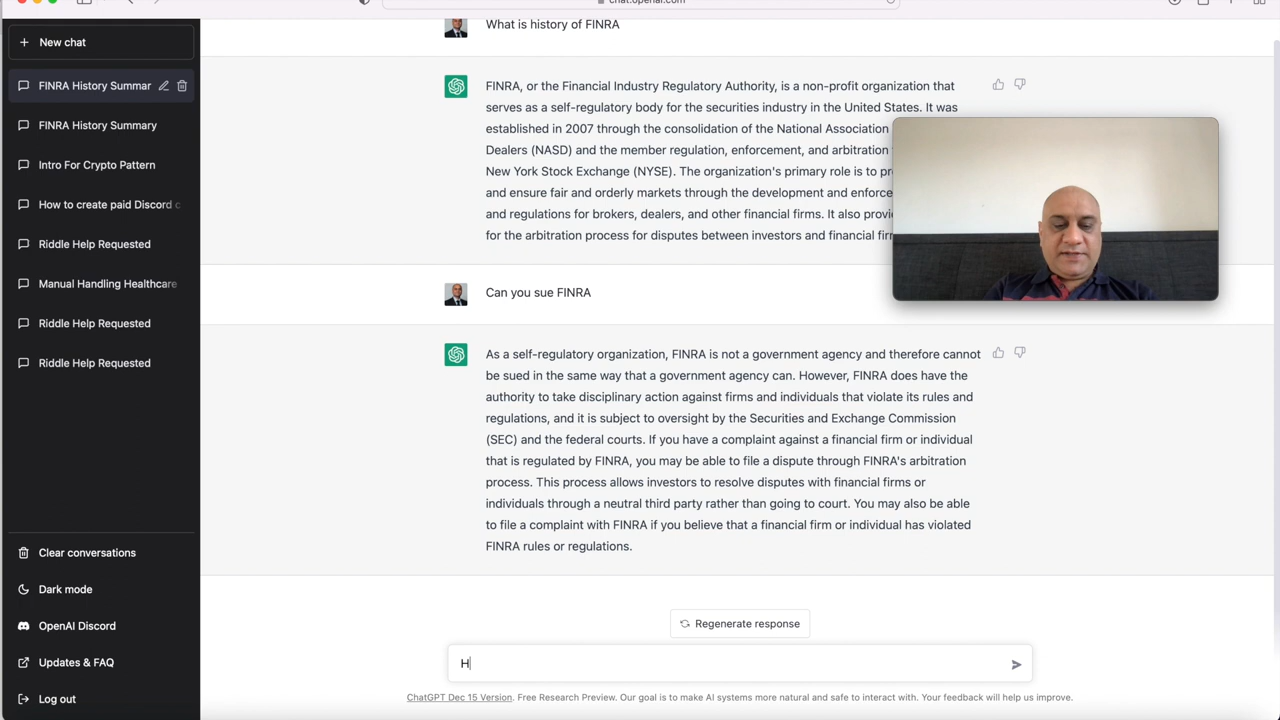 chat.openai.com
New chat
FINRA History Summar
FINRA History Summary
Intro For Crypto Pattern
How to create paid Discord c
Riddle Help Requested
Manual Handling Healthcare
Riddle Help Requested
Riddle Help Requested
Clear conversations
Dark mode
OpenAI Discord
Updates & FAQ
Log out
What is history of FINRA
FINRA, or the Financial Industry Regulatory Authority, is a non-profit organization that
serves as a self-regulatory body for the securities industry in the United States. It was
established in 2007 through the consolidation of the National Association
Dealers (NASD) and the member regulation, enforcement, and arbitration
New York Stock Exchange (NYSE). The organization's primary role is to
and ensure fair and orderly markets through the development and
and regulations for brokers, dealers, and other financial firms. It also
for the arbitration process for disputes between investors and financial
Can you sue FINRA
As a self-regulatory organization, FINRA is not a government agency and therefore cannot
be sued in the same way that a government agency can. However, FINRA does have the
authority to take disciplinary action against firms and individuals that violate its rules and
regulations, and it is subject to oversight by the Securities and Exchange Commission
(SEC) and the federal courts. If you have a complaint against a financial firm or individual
that is regulated by FINRA, you may be able to file a dispute through FINRA's arbitration
process. This process allows investors to resolve disputes with financial firms or
individuals through a neutral third party rather than going to court. You may also be able
to file a complaint with FINRA if you believe that a financial firm or individual has violated
FINRA rules or regulations.
Regenerate response
H
ChatGPT Dec 15 Version. Free Research Preview. Our goal is to make AI systems more natural and safe to interact with. Your feedback will help us improve.